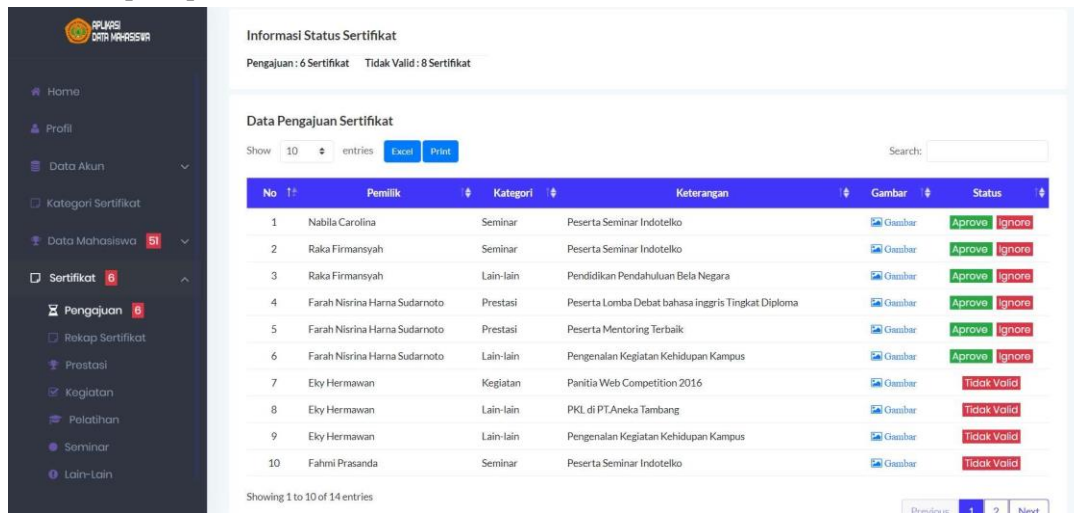 APLIKASI
DATA MAHASISWA
Home
Profil
Data Akun
Kategori Sertifikat
Data Mahasiswa 51
Sertifikat 6
Pengajuan 6
Rekap Sertifikat
Prestasi
Kegiatan
Pelatihan
Seminar
Lain-Lain
Informasi Status Sertifikat
Pengajuan : 6 Sertifikat Tidak Valid : 8 Sertifikat
Data Pengajuan Sertifikat
Show 10 entries Excel Print Search:
No Pemilik Kategori Keterangan Gambar Status
1 Nabila Carolina Seminar Peserta Seminar Indotelko Gambar Aprove Ignore
2 Raka Firmansyah Seminar Peserta Seminar Indotelko Gambar Aprove Ignore
3 Raka Firmansyah Lain-lain Pendidikan Pendahuluan Bela Negara Gambar Aprove Ignore
4 Farah Nisrina Harna Sudarnoto Prestasi Peserta Lomba Debat bahasa inggris Tingkat Diploma Gambar Aprove Ignore
5 Farah Nisrina Harna Sudarnoto Prestasi Peserta Mentoring Terbaik Gambar Aprove Ignore
6 Farah Nisrina Harna Sudarnoto Lain-lain Pengenalan Kegiatan Kehidupan Kampus Gambar Aprove Ignore
7 Eky Hermawan Kegiatan Panitia Web Competition 2016 Gambar Tidak Valid
8 Eky Hermawan Lain-lain PKL di PT.Aneka Tambang Gambar Tidak Valid
9 Eky Hermawan Lain-lain Pengenalan Kegiatan Kehidupan Kampus Gambar Tidak Valid
10 Fahmi Prasanda Seminar Peserta Seminar Indotelko Gambar Tidak Valid
Showing 1 to 10 of 14 entries
Previous 1 2 Next